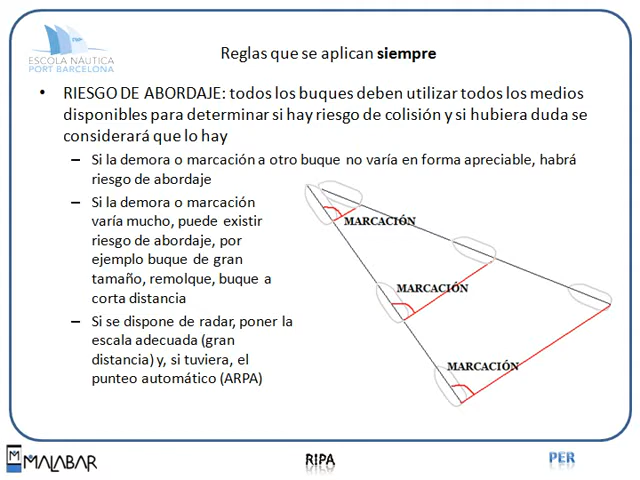 ESCOLA NÀUTICA
PORT BARCELONA
Reglas que se aplican siempre
• RIESGO DE ABORDAJE: todos los buques deben utilizar todos los medios
disponibles para determinar si hay riesgo de colisión y si hubiera duda se
considerará que lo hay
– Si la demora o marcación a otro buque no varía en forma apreciable, habrá
riesgo de abordaje
– Si la demora o marcación
varía mucho, puede existir
riesgo de abordaje, por
ejemplo buque de gran
tamaño, remolque, buque a
corta distancia
– Si se dispone de radar, poner la
escala adecuada (gran
distancia) y, si tuviera, el
punteo automático (ARPA)
MARCACIÓN
MARCACIÓN
MARCACIÓN
MALABAR
RIPA
PER